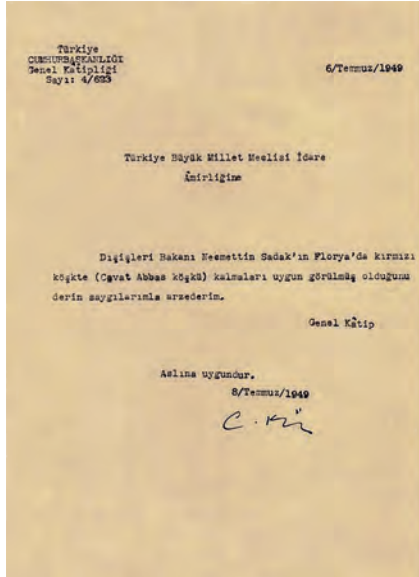 Türkiye
CUMHURBAŞKANLIĞI
Genel Kâtipliği
Sayı: 4/623
6/Temmuz/1949
Türkiye Büyük Millet Meclisi İdare
Âmirliğine
Dışişleri Bakanı Necmettin Sadak'ın Florya'da kırmızı
köşkte (Cevat Abbas köşkü) kalmaları uygun görülmüş olduğunu
derin saygılarımla arzederim.
Genel Kâtip
Aslına uygundur.
8/Temmuz/1949